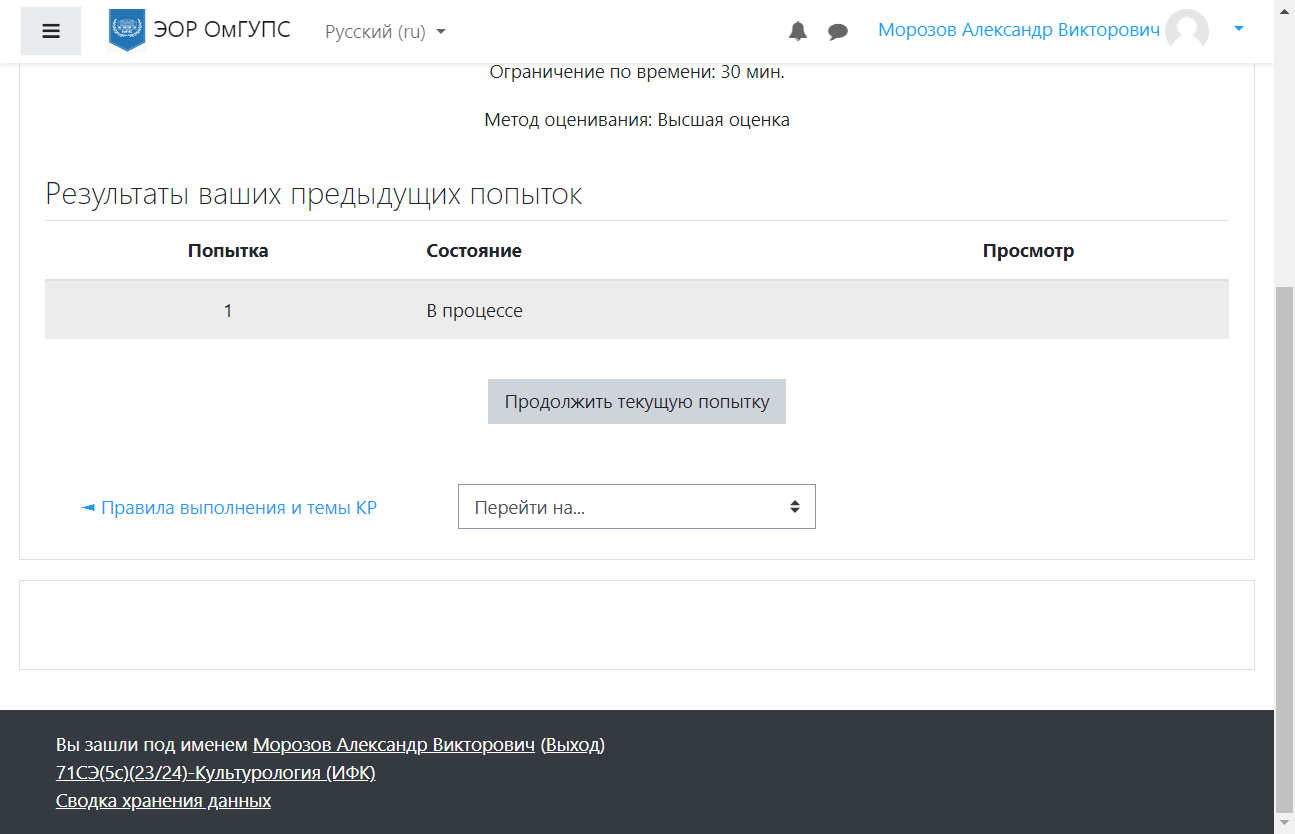 ЭОР ОмГУПС
Русский (ru)
Морозов Александр Викторович
Ограничение по времени: 30 мин.
Метод оценивания: Высшая оценка
Результаты ваших предыдущих попыток
Попытка Состояние Просмотр
1 В процессе
Продолжить текущую попытку
◄ Правила выполнения и темы КР
Перейти на...
Вы зашли под именем Морозов Александр Викторович (Выход)
71СЭ(5с)(23/24)-Культурология (ИФК)
Сводка хранения данных